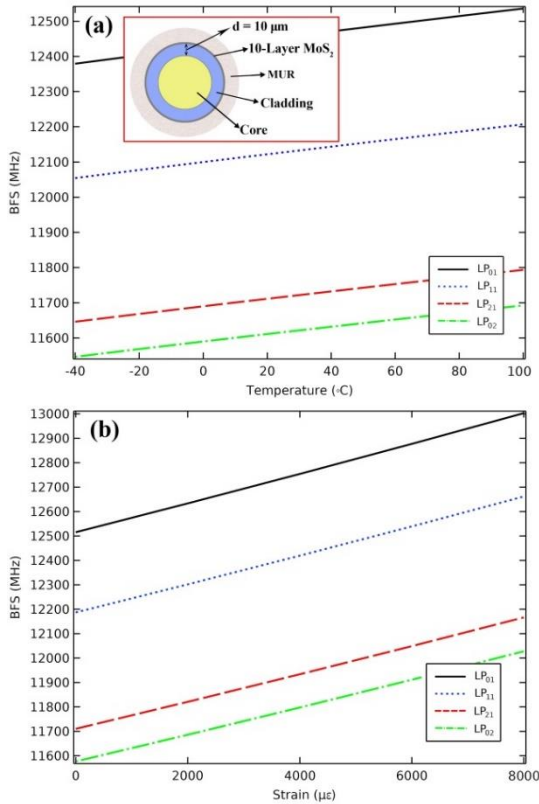 (a)
d = 10 μm
10-Layer MoS₂
MUR
Cladding
Core
12500
12400
12300
12200
12100
12000
11900
11800
11700
11600
BFS (MHz)
LP₀₁
LP₁₁
LP₂₁
LP₀₂
-40 -20 0 20 40 60 80 100
Temperature (◦C)
(b)
13000
12900
12800
12700
12600
12500
12400
12300
12200
12100
12000
11900
11800
11700
11600
BFS (MHz)
LP₀₁
LP₁₁
LP₂₁
LP₀₂
0 2000 4000 6000 8000
Strain (με)